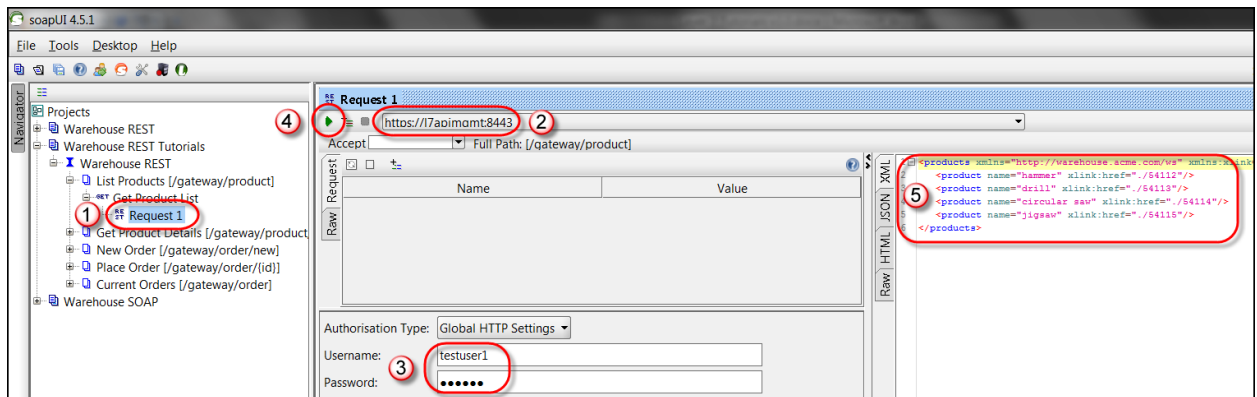 soapUI 4.5.1
File Tools Desktop Help
Navigator
Projects
Warehouse REST
Warehouse REST Tutorials
Warehouse REST
List Products [/gateway/product]
GET Get Product List
1 REST Request 1
Get Product Details [/gateway/product
New Order [/gateway/order/new]
Place Order [/gateway/order/(id)]
Current Orders [/gateway/order]
Warehouse SOAP
REST Request 1
4 https://l7apimgmt:8443 2
Accept Full Path: [/gateway/product]
Request
Raw
Name Value
Authorisation Type: Global HTTP Settings
Username: testuser1
3
Password: ●●●●●●
XML
JSON
HTML
Raw
5
1 <products xmlns="http://warehouse.acme.com/ws" xmlns:xlink
2 <product name="hammer" xlink:href="./54112"/>
<product name="drill" xlink:href="./54113"/>
<product name="circular saw" xlink:href="./54114"/>
<product name="jigsaw" xlink:href="./54115"/>
6 </products>